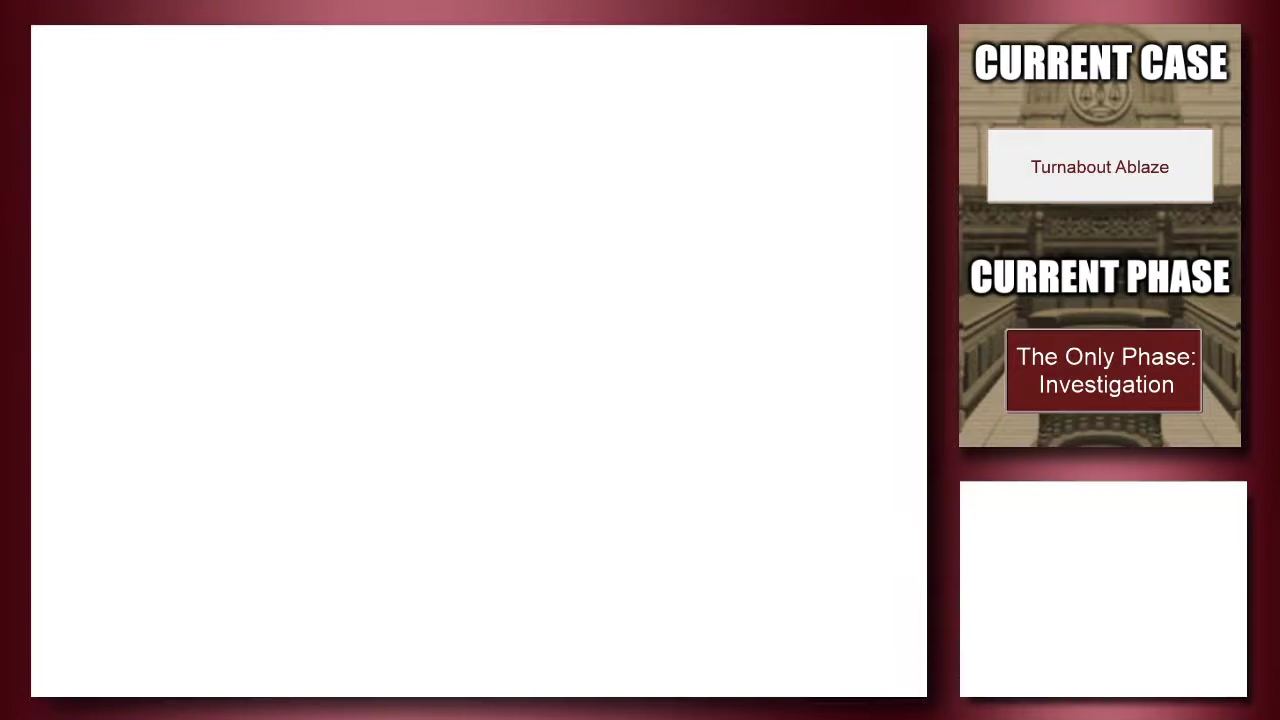 CURRENT CASE
Turnabout Ablaze
CURRENT PHASE
The Only Phase:
Investigation